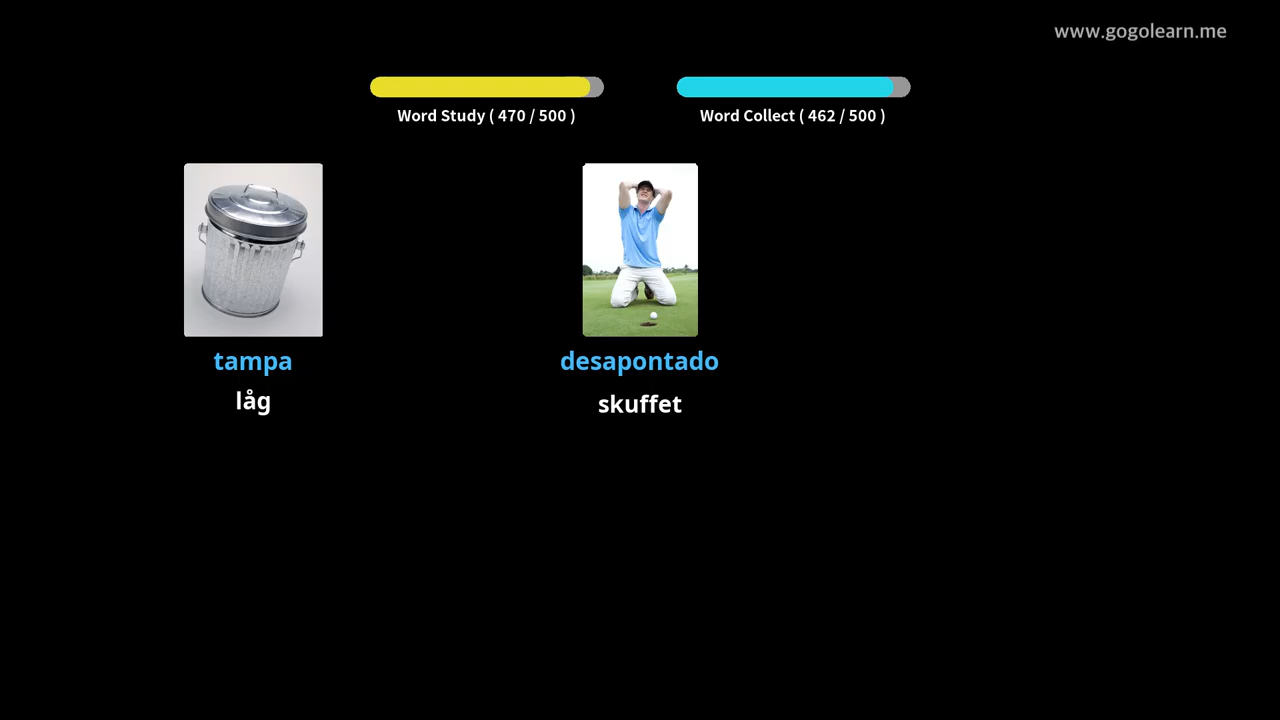 www.gogolearn.me
Word Study ( 470 / 500 )
Word Collect ( 462 / 500 )
tampa
desapontado
låg
skuffet